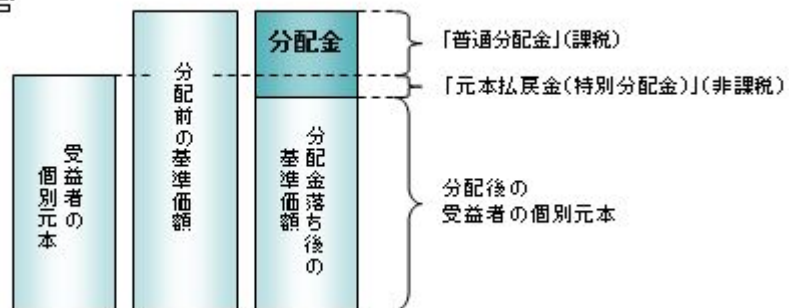 受益者の
個別元本
分配前の基準価額
分配金
分配金落ち後の
基準価額
「普通分配金」(課税)
「元本払戻金(特別分配金)」(非課税)
分配後の
受益者の個別元本